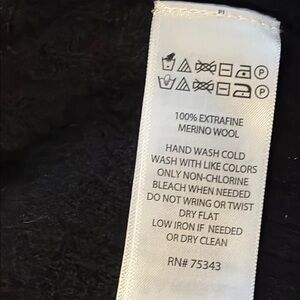 100% EXTRAFINE
MERINO WOOL
HAND WASH COLD
WASH WITH LIKE COLORS
ONLY NON-CHLORINE
BLEACH WHEN NEEDED
DO NOT WRING OR TWIST
DRY FLAT
LOW IRON IF NEEDED
OR DRY CLEAN
RN# 75343